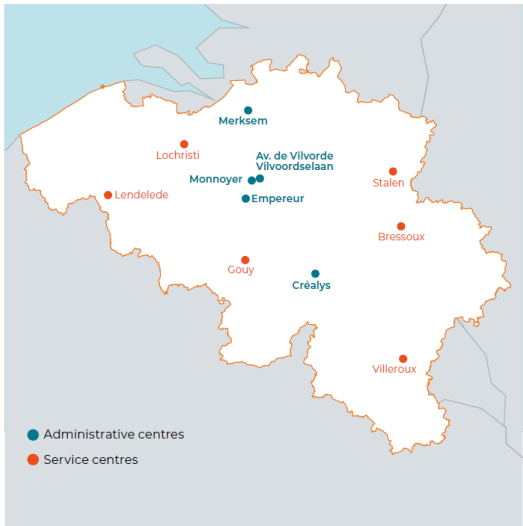 Merksem
Lochristi
Av. de Vilvorde
Vilvoordselaan
Monnoyer
Stalen
Lendelede
Empereur
Bressoux
Gouy
Créalys
Villeroux
Administrative centres
Service centres